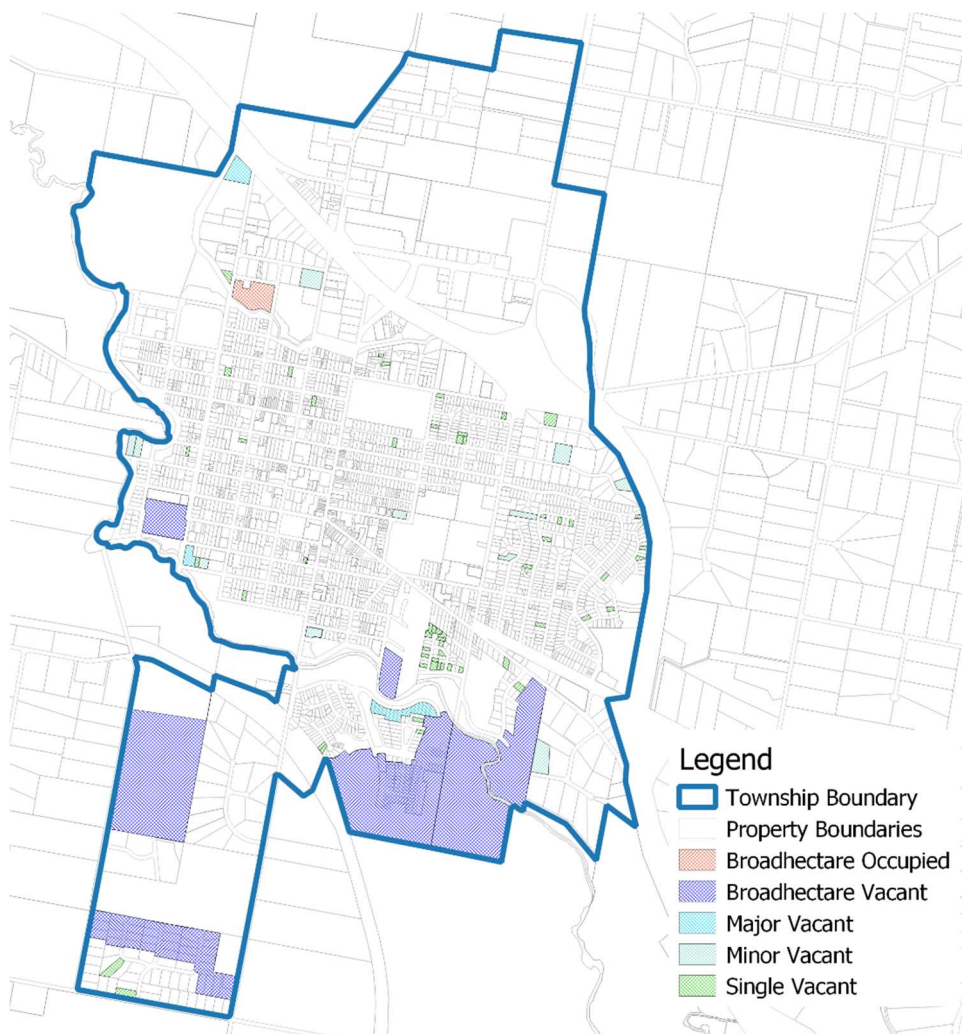 Legend
Township Boundary
Property Boundaries
Broadhectare Occupied
Broadhectare Vacant
Major Vacant
Minor Vacant
Single Vacant